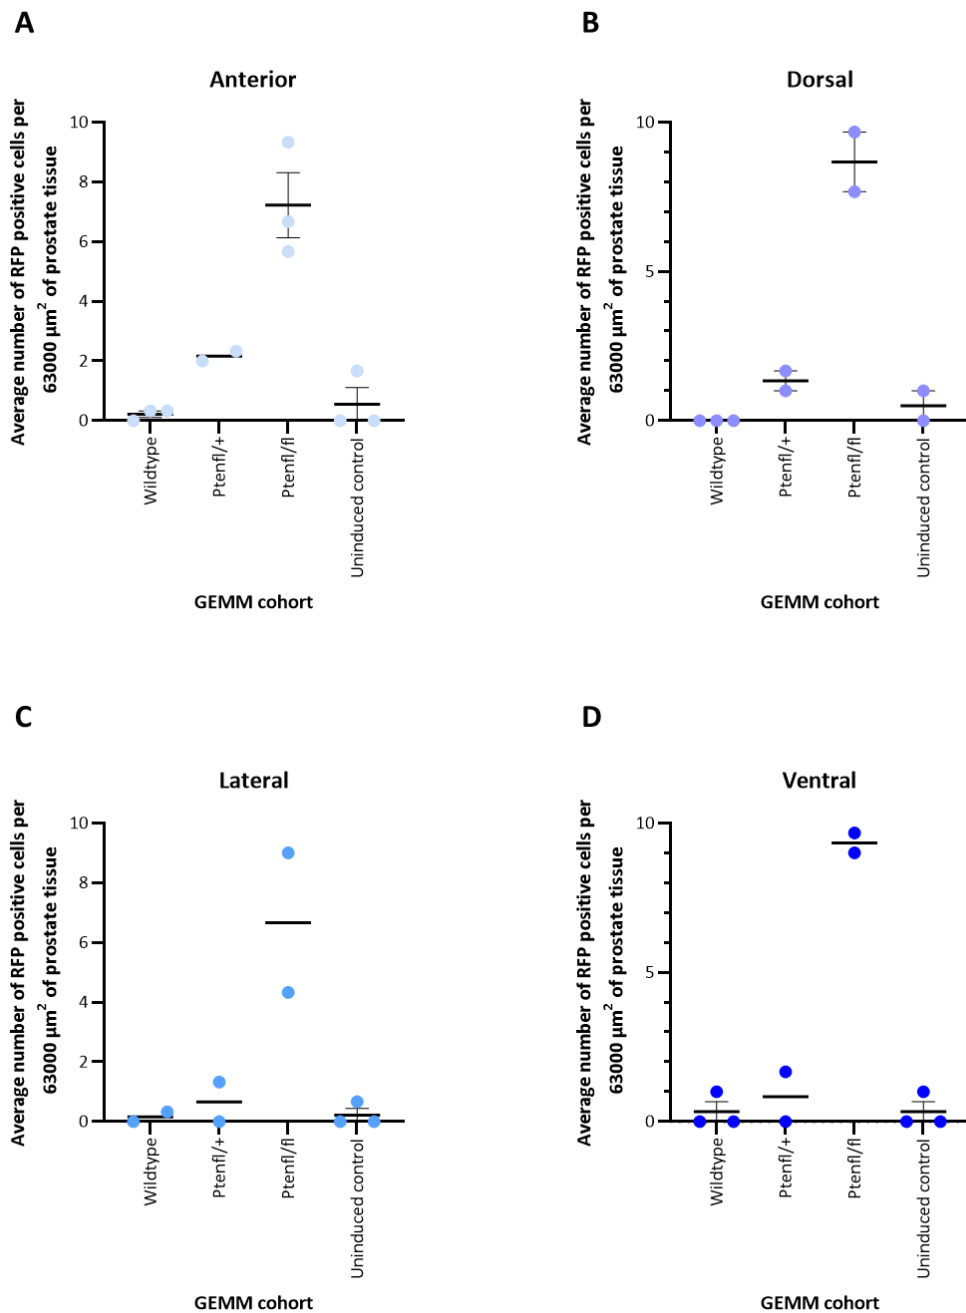 A
Anterior
Average number of RFP positive cells per
63000 µm² of prostate tissue
10
8
6
4
2
0
Wildtype
Ptenfl/+
Ptenfl/fl
Uninduced control
GEMM cohort
B
Dorsal
Average number of RFP positive cells per
63000 µm² of prostate tissue
10
5
0
Wildtype
Ptenfl/+
Ptenfl/fl
Uninduced control
GEMM cohort
C
Lateral
Average number of RFP positive cells per
63000 µm² of prostate tissue
10
8
6
4
2
0
Wildtype
Ptenfl/+
Ptenfl/fl
Uninduced control
GEMM cohort
D
Ventral
Average number of RFP positive cells per
63000 µm² of prostate tissue
10
5
0
Wildtype
Ptenfl/+
Ptenfl/fl
Uninduced control
GEMM cohort